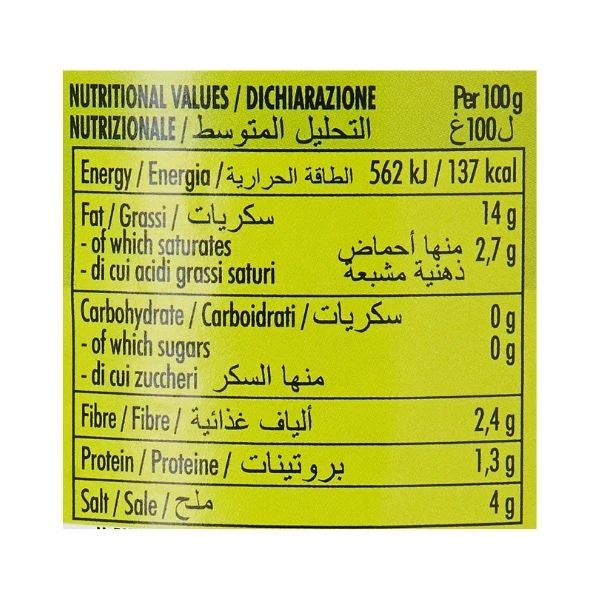 NUTRITIONAL VALUES / DICHIARAZIONE Per 100g
NUTRIZIONALE / التحليل المتوسط ل100غ
Energy / Energia / الطاقة الحرارية 562 kJ / 137 kcal
Fat / Grassi / سكريات 14 g
- of which saturates منها أحماض 2,7 g
- di cui acidi grassi saturi ذهنية مشبعة
Carbohydrate / Carboidrati / سكريات 0 g
- of which sugars 0 g
- di cui zuccheri منها السكر
Fibre / Fibre / ألياف غذائية 2,4 g
Protein / Proteine / بروتينات 1,3 g
Salt / Sale / ملح 4 g